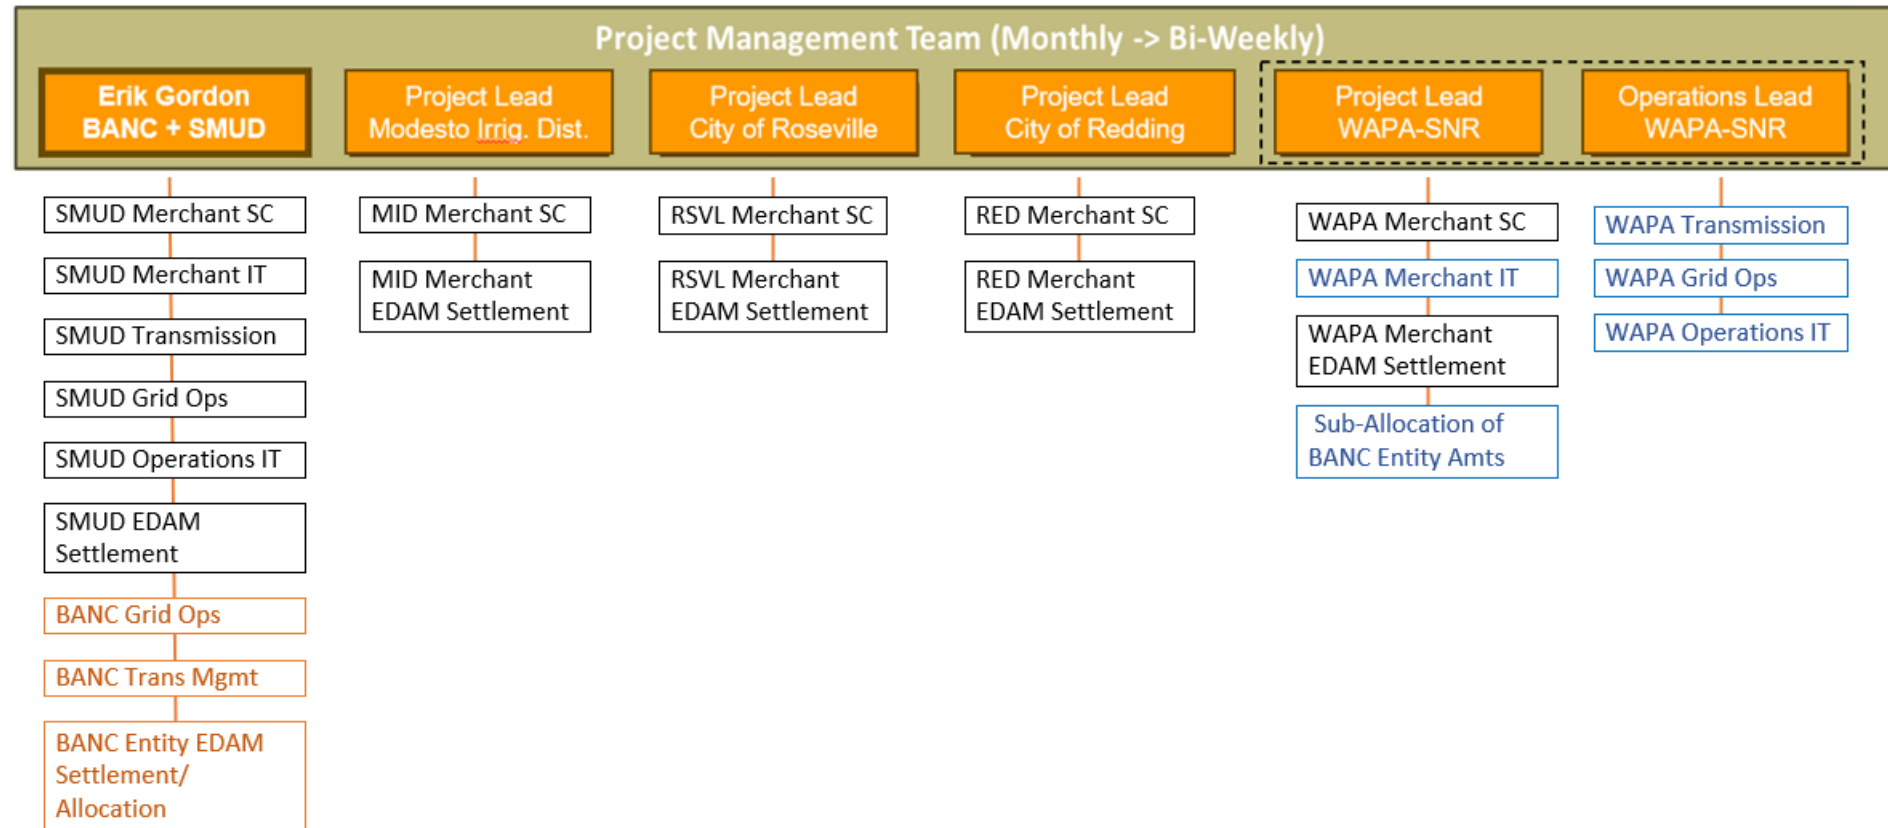 Project Management Team (Monthly -> Bi-Weekly)
Erik Gordon
BANC + SMUD
Project Lead
Modesto Irrig. Dist.
Project Lead
City of Roseville
Project Lead
City of Redding
Project Lead
WAPA-SNR
Operations Lead
WAPA-SNR
SMUD Merchant SC
SMUD Merchant IT
SMUD Transmission
SMUD Grid Ops
SMUD Operations IT
SMUD EDAM
Settlement
BANC Grid Ops
BANC Trans Mgmt
BANC Entity EDAM
Settlement/
Allocation
MID Merchant SC
MID Merchant
EDAM Settlement
RSVL Merchant SC
RSVL Merchant
EDAM Settlement
RED Merchant SC
RED Merchant
EDAM Settlement
WAPA Merchant SC
WAPA Merchant IT
WAPA Merchant
EDAM Settlement
Sub-Allocation of
BANC Entity Amts
WAPA Transmission
WAPA Grid Ops
WAPA Operations IT